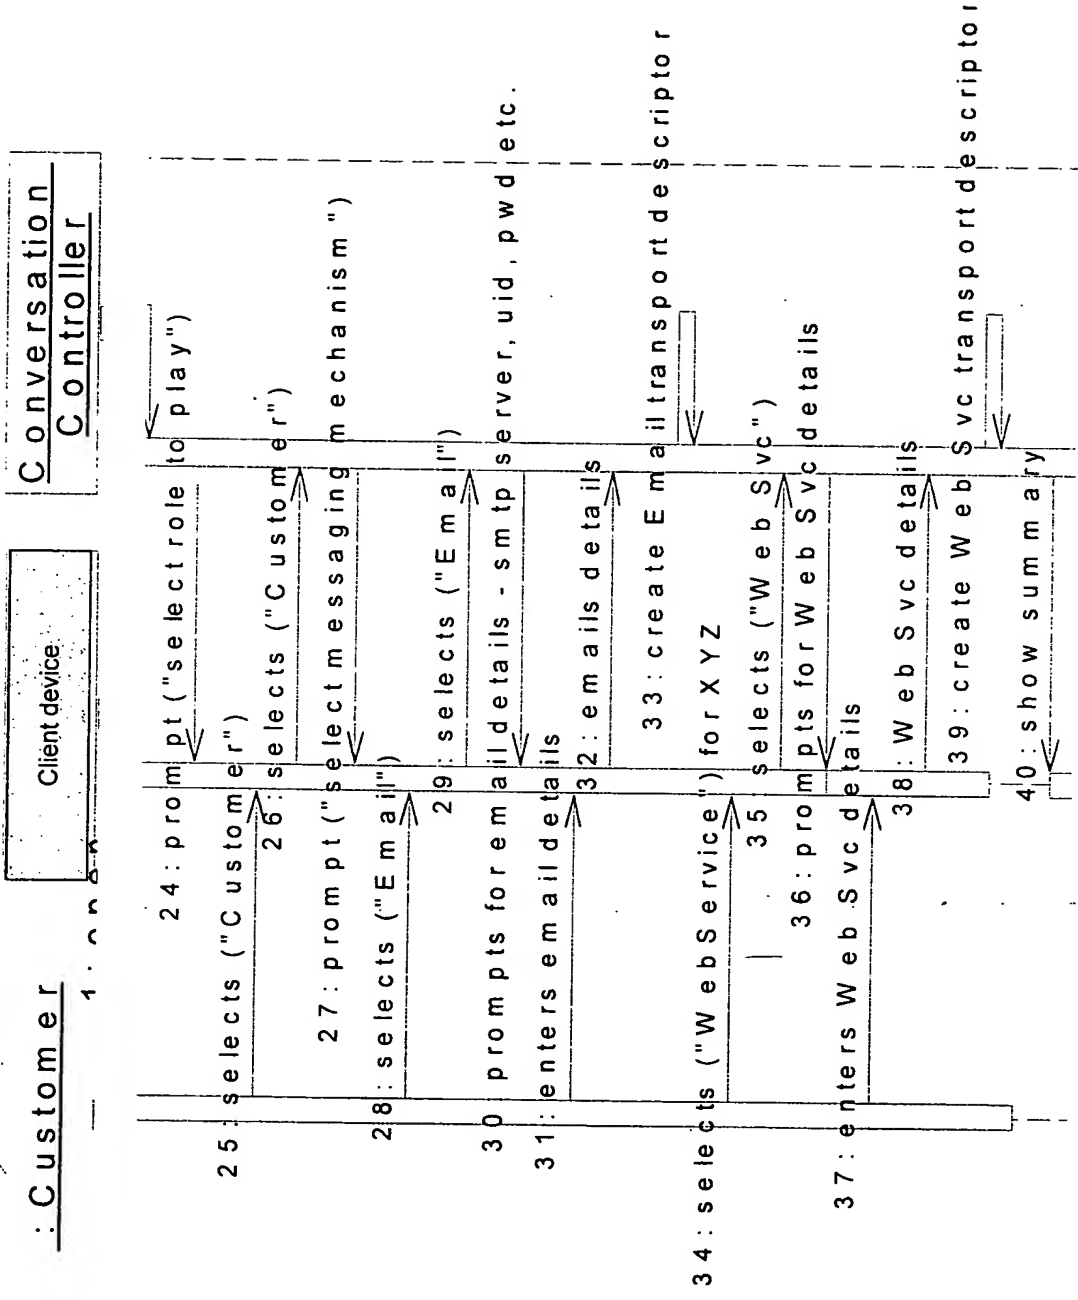 : Customer
Client device
Conversation
Controller
24: prompt ("select role to play")
25: selects ("Customer")
26: selects ("Customer")
27: prompt ("select messaging mechanism")
28: selects ("Email")
29: selects ("Email")
30: prompts for email details - smtp server, uid, pwd etc.
31: enters email details
32: emails details
33: create Email transport descriptor
34: selects ("Web Service") for XYZ
35 selects ("Web Svc")
36: prompts for Web Svc details
37: enters Web Svc details
38: Web Svc details
39: create Web Svc transport descriptor
40: show summary